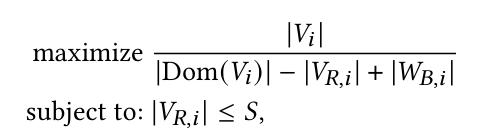 maximize |V_i| / (|Dom(V_i)| − |V_{R,i}| + |W_{B,i}|)
subject to: |V_{R,i}| ≤ S,